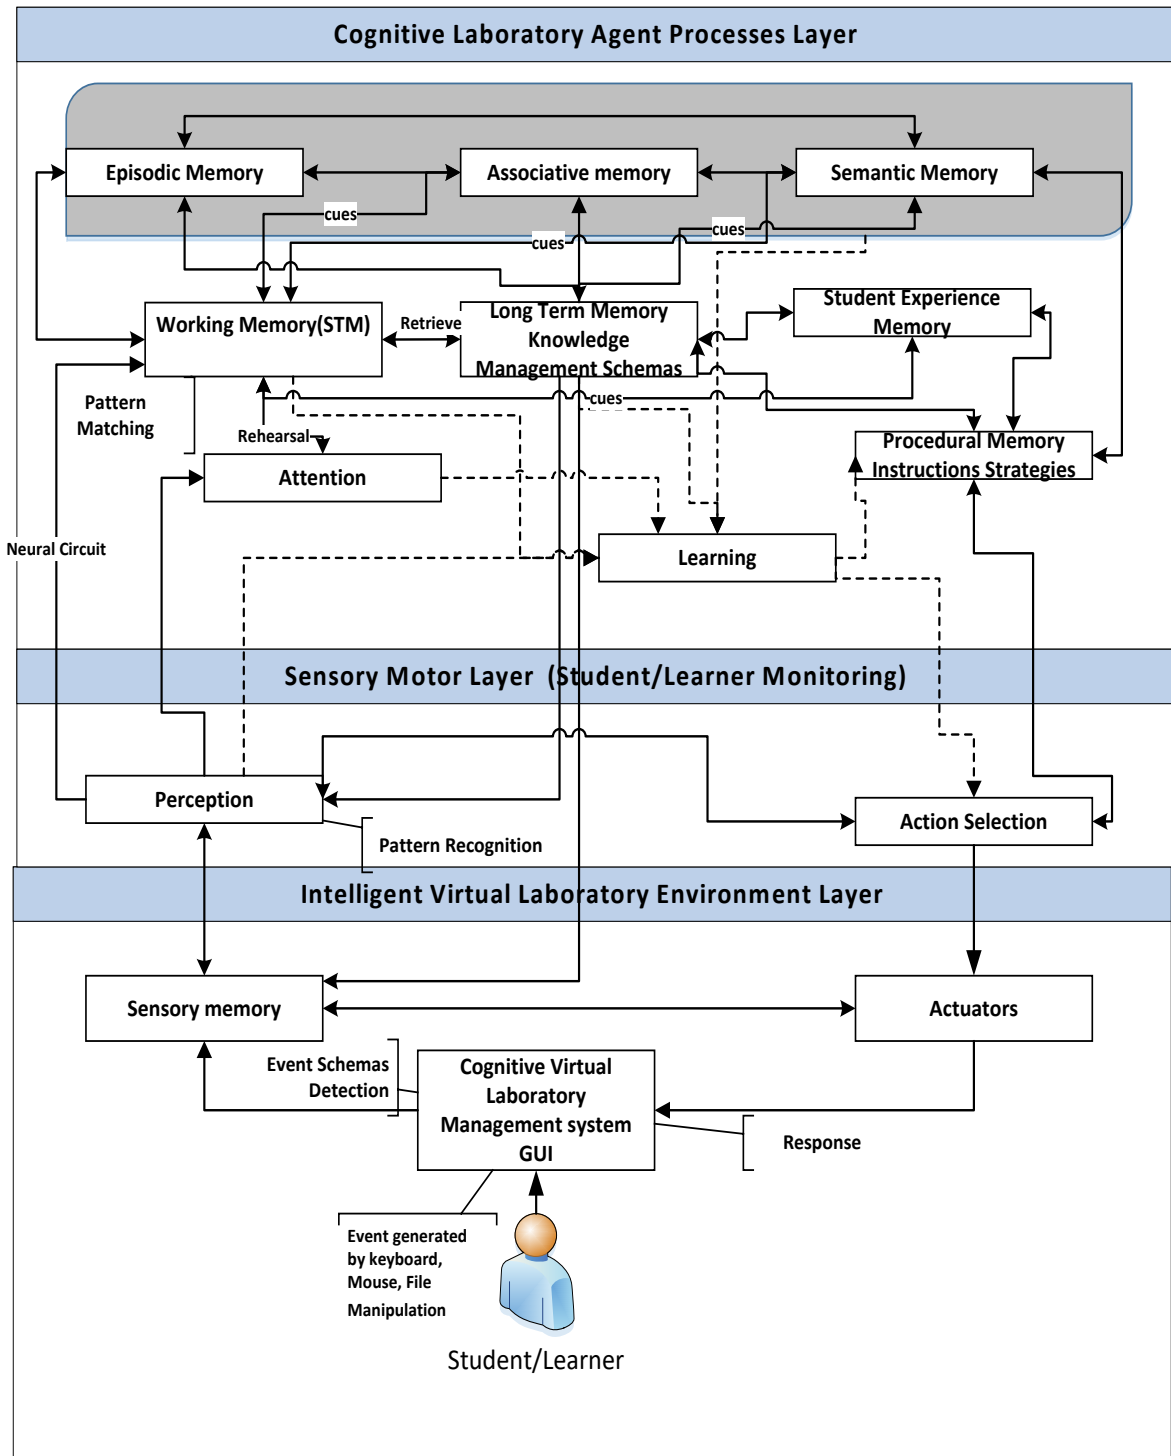 Cognitive Laboratory Agent Processes Layer
Episodic Memory
Associative memory
Semantic Memory
cues
cues
cues
Working Memory(STM)
Retrieve
Long Term Memory
Knowledge
Management Schemas
Student Experience
Memory
Pattern
Matching
cues
Rehearsal
Attention
Procedural Memory
Instructions Strategies
Neural Circuit
Learning
Sensory Motor Layer (Student/Learner Monitoring)
Perception
Pattern Recognition
Action Selection
Intelligent Virtual Laboratory Environment Layer
Sensory memory
Actuators
Event Schemas
Detection
Cognitive Virtual
Laboratory
Management system
GUI
Response
Event generated
by keyboard,
Mouse, File
Manipulation
Student/Learner